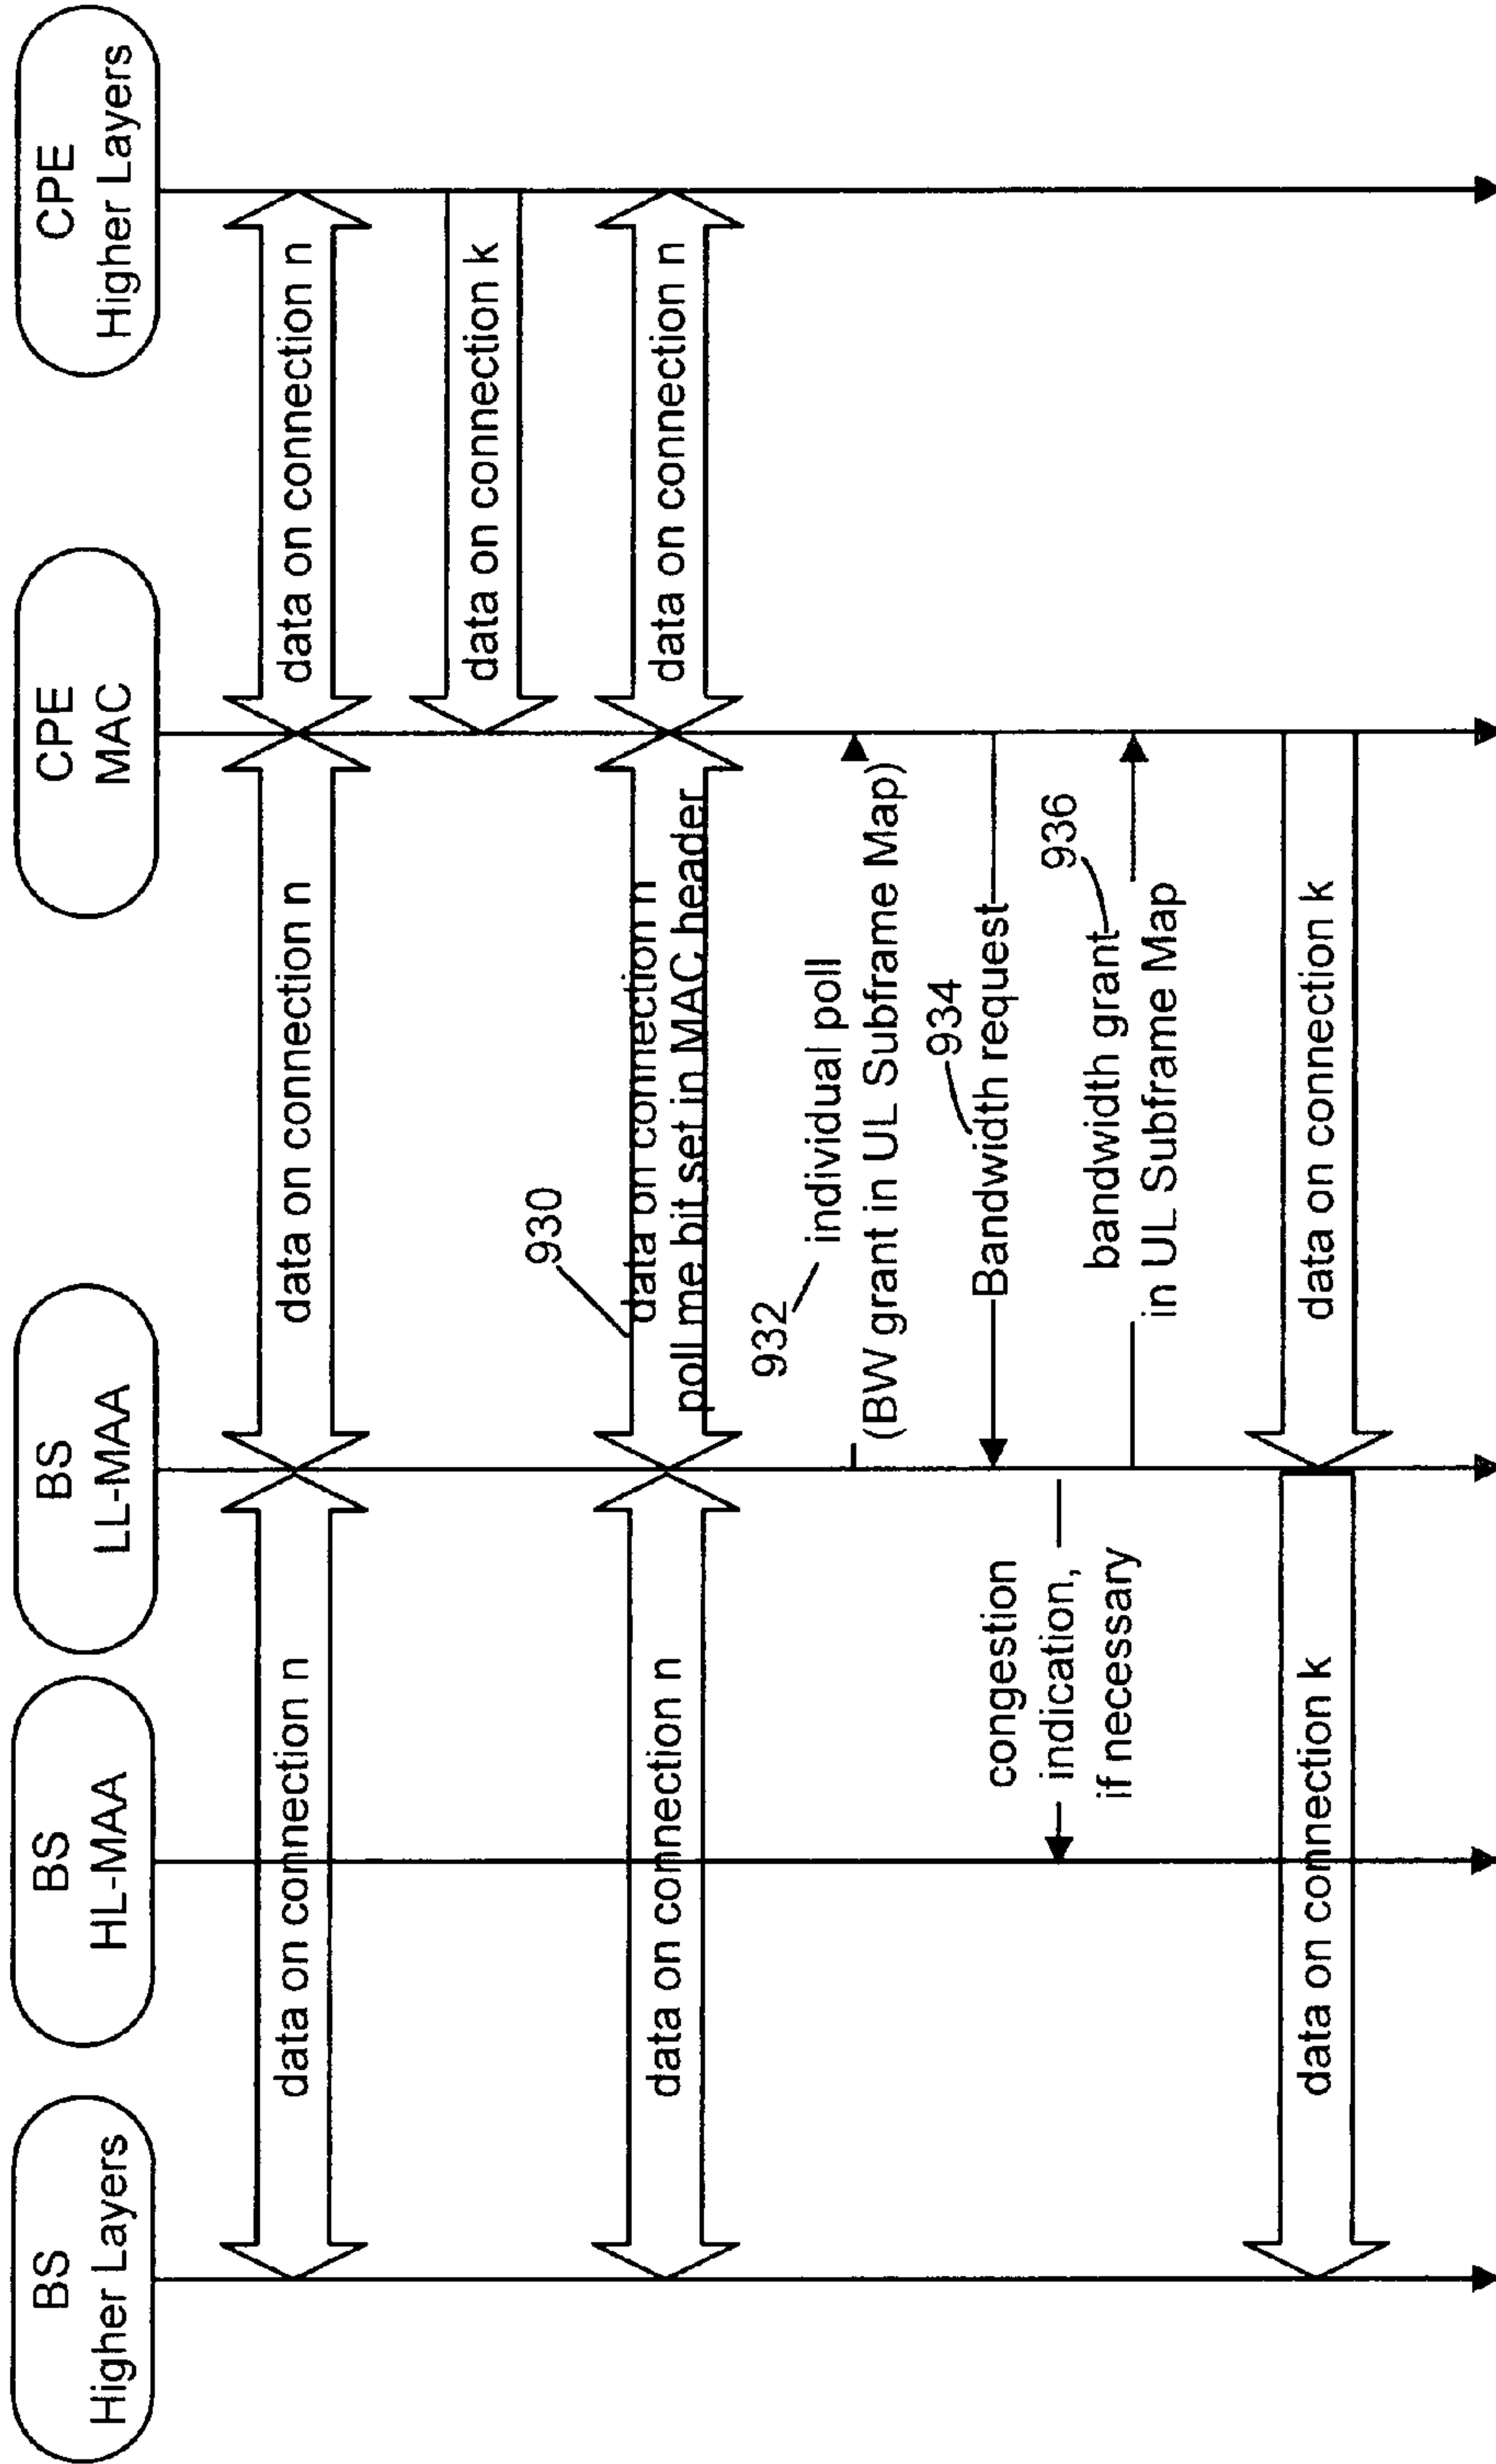 BS
Higher Layers
BS
HL-MAA
BS
LL-MAA
CPE
MAC
CPE
Higher Layers
data on connection n
data on connection n
data on connection n
data on connection k
930
data on connection n
data on connection n
poll me bit set in MAC header
data on connection n
932
individual poll
(BW grant in UL Subframe Map)
934
Bandwidth request
congestion
indication,
if necessary
936
bandwidth grant
in UL Subframe Map
data on connection k
data on connection k